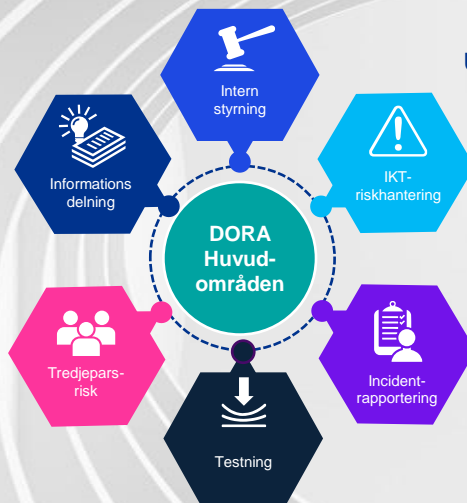 Intern
styrning
Informations
delning
IKT-
riskhantering
DORA
Huvud-
områden
Tredjepars-
risk
Incident-
rapportering
Testning